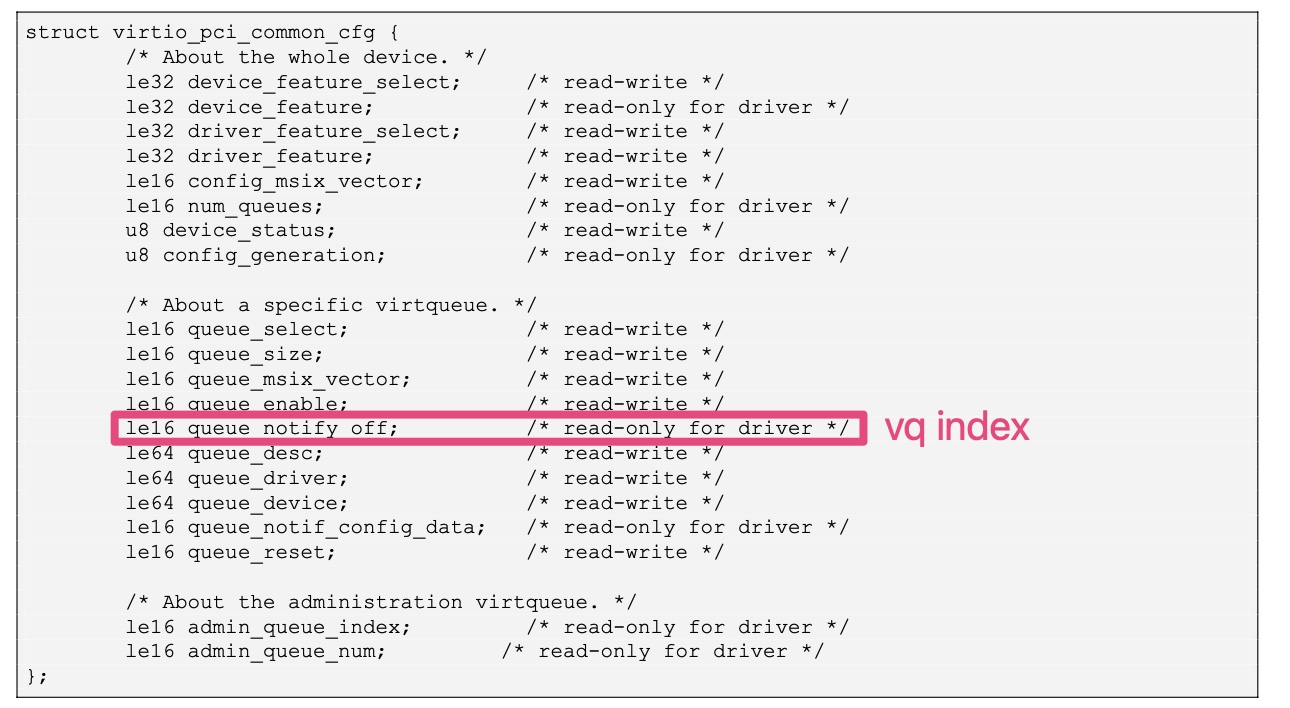 struct virtio_pci_common_cfg {
/* About the whole device. */
le32 device_feature_select; /* read-write */
le32 device_feature; /* read-only for driver */
le32 driver_feature_select; /* read-write */
le32 driver_feature; /* read-write */
le16 config_msix_vector; /* read-write */
le16 num_queues; /* read-only for driver */
u8 device_status; /* read-write */
u8 config_generation; /* read-only for driver */
/* About a specific virtqueue. */
le16 queue_select; /* read-write */
le16 queue_size; /* read-write */
le16 queue_msix_vector; /* read-write */
le16 queue_enable; /* read-write */
le16 queue_notify_off; /* read-only for driver */ vq index
le64 queue_desc; /* read-write */
le64 queue_driver; /* read-write */
le64 queue_device; /* read-write */
le16 queue_notif_config_data; /* read-only for driver */
le16 queue_reset; /* read-write */
/* About the administration virtqueue. */
le16 admin_queue_index; /* read-only for driver */
le16 admin_queue_num; /* read-only for driver */
};